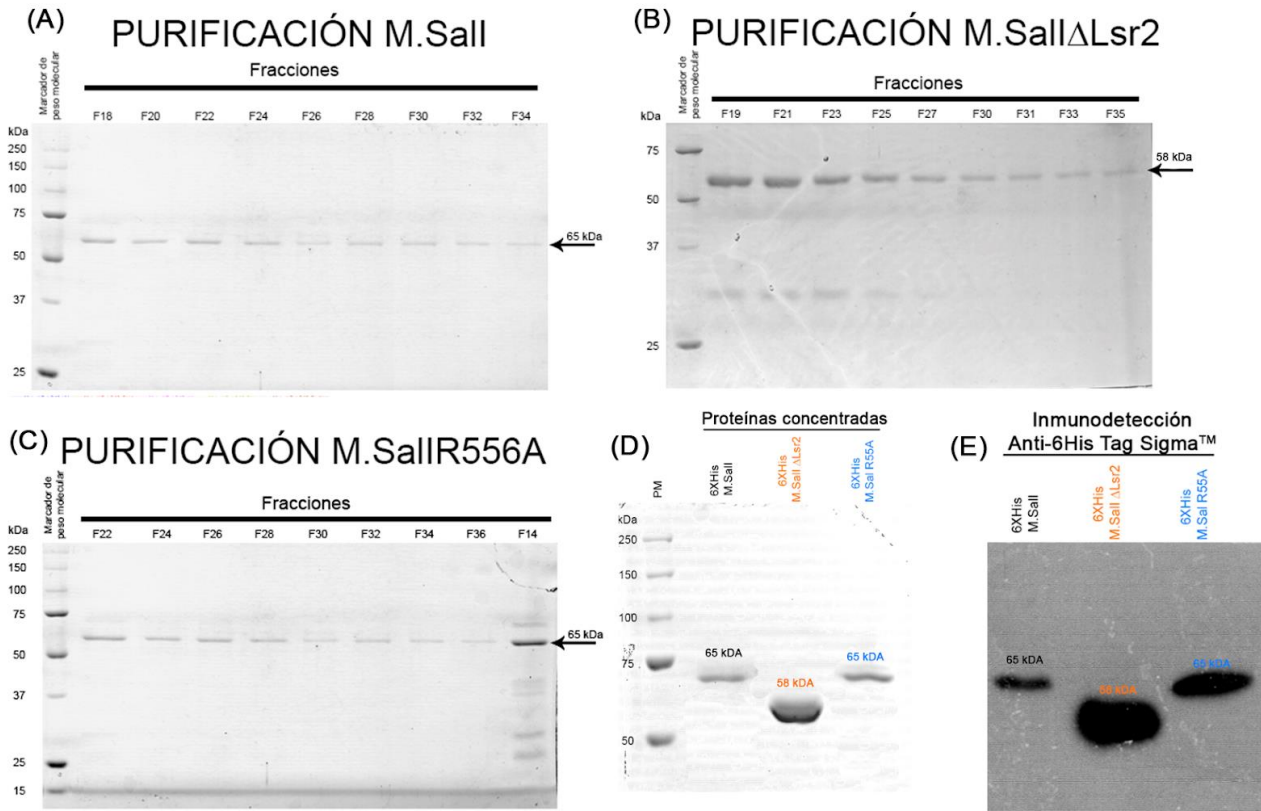 (A)
PURIFICACIÓN M.SalI
Marcador de
peso molecular
Fracciones
kDa
F18 F20 F22 F24 F26 F28 F30 F32 F34
250
150
100
75
50
37
25
65 kDa
(B)
PURIFICACIÓN M.SalIΔLsr2
Marcador de
peso molecular
Fracciones
kDa
F19 F21 F23 F25 F27 F30 F31 F33 F35
75
50
37
25
58 kDa
(C)
PURIFICACIÓN M.SalIR556A
Marcador de
peso molecular
Fracciones
kDa
F22 F24 F26 F28 F30 F32 F34 F36 F14
250
150
100
75
50
37
25
15
65 kDa
(D)
Proteínas concentradas
PM
6XHis
M.SalI
6XHis
M.SalI ΔLsr2
6XHis
M.Sal R55A
kDa
250
150
100
75
50
65 kDA
58 kDA
65 kDA
(E)
Inmunodetección
Anti-6His Tag Sigma™
6XHis
M.SalI
6XHis
M.SalI ΔLsr2
6XHis
M.Sal R55A
65 kDA
58 kDA
65 kDA